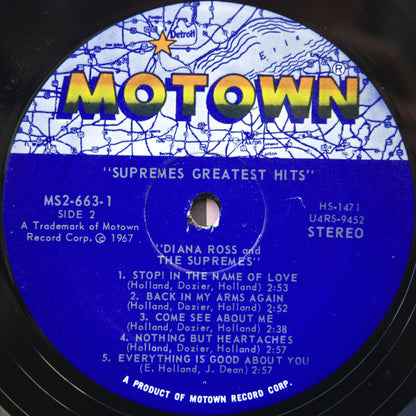 Detroit
Erie
Akron
MOTOWN®
"SUPREMES GREATEST HITS"
MS2-663-1
SIDE 2
A Trademark of Motown
Record Corp. © 1967
HS-1471
U4RS-9452
STEREO
"DIANA ROSS and
THE SUPREMES"
1. STOP! IN THE NAME OF LOVE
(Holland, Dozier, Holland) 2:53
2. BACK IN MY ARMS AGAIN
(Holland, Dozier, Holland) 2:52
3. COME SEE ABOUT ME
(Holland, Dozier, Holland) 2:38
4. NOTHING BUT HEARTACHES
(Holland, Dozier, Holland) 2:57
5. EVERYTHING IS GOOD ABOUT YOU
(E. Holland, J. Dean) 2:57
A PRODUCT OF MOTOWN RECORD CORP.